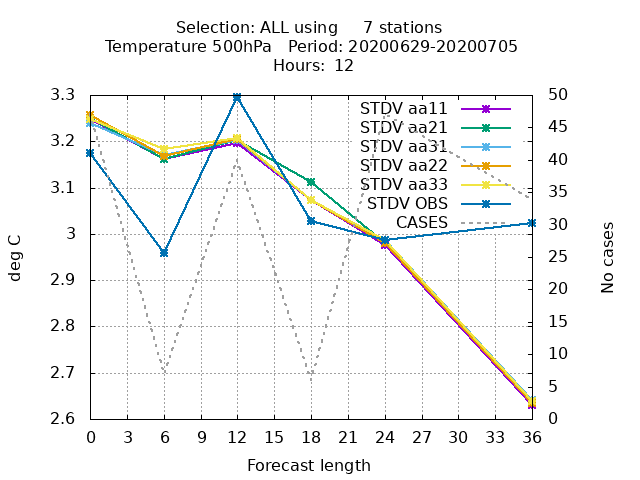 Selection: ALL using 7 stations
Temperature 500hPa Period: 20200629-20200705
Hours: 12
3.3
3.2
3.1
3
2.9
2.8
2.7
2.6
deg C
50
45
40
35
30
25
20
15
10
5
0
No cases
STDV aa11
STDV aa21
STDV aa31
STDV aa22
STDV aa33
STDV OBS
CASES
0 3 6 9 12 15 18 21 24 27 30 33 36
Forecast length